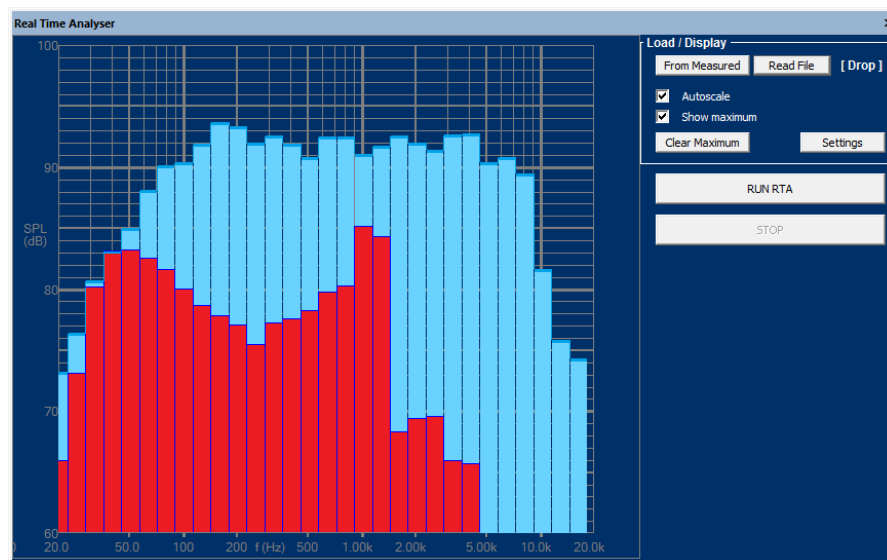 Real Time Analyser
100
90
80
70
60
SPL
(dB)
20.0 50.0 100 200 f (Hz) 500 1.00k 2.00k 5.00k 10.0k 20.0k
Load / Display
From Measured Read File [ Drop ]
Autoscale
Show maximum
Clear Maximum Settings
RUN RTA
STOP